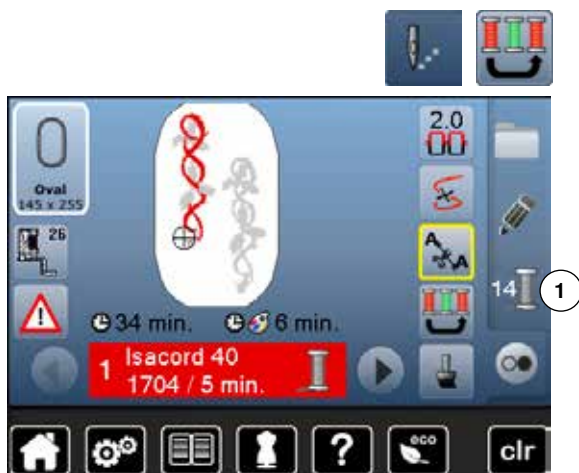 2.0
Oval
145 x 255
26
A
A
14
1
34 min.
6 min.
1 Isacord 40
1704 / 5 min.
?
eco
clr